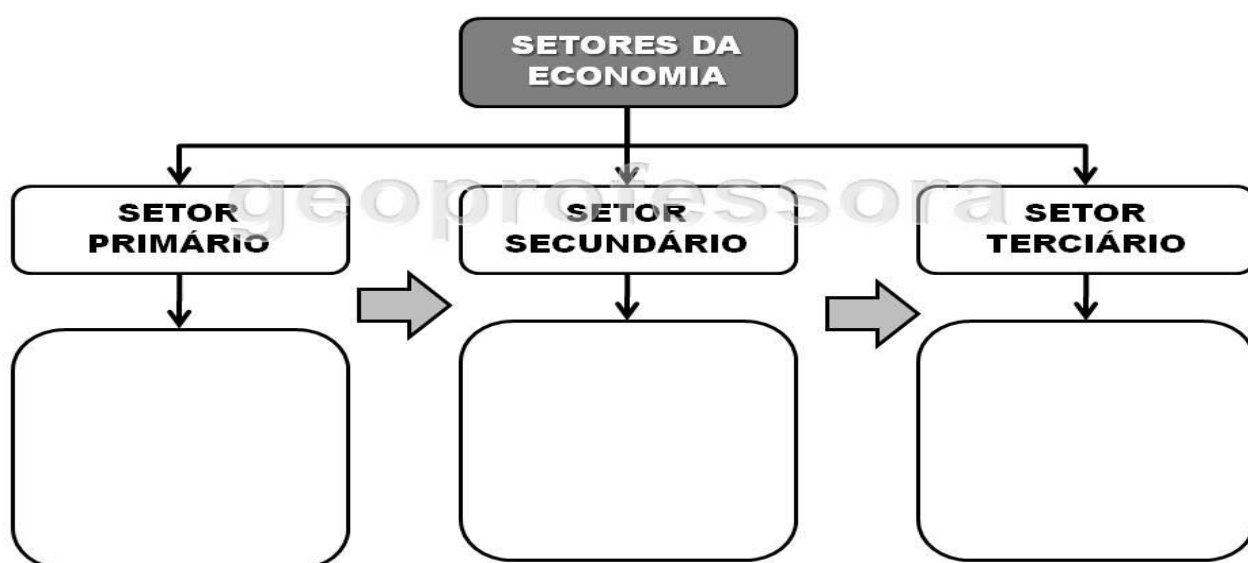 SETORES DA
ECONOMIA
geoprofessora
SETOR
PRIMÁRIO
SETOR
SECUNDÁRIO
SETOR
TERCIÁRIO